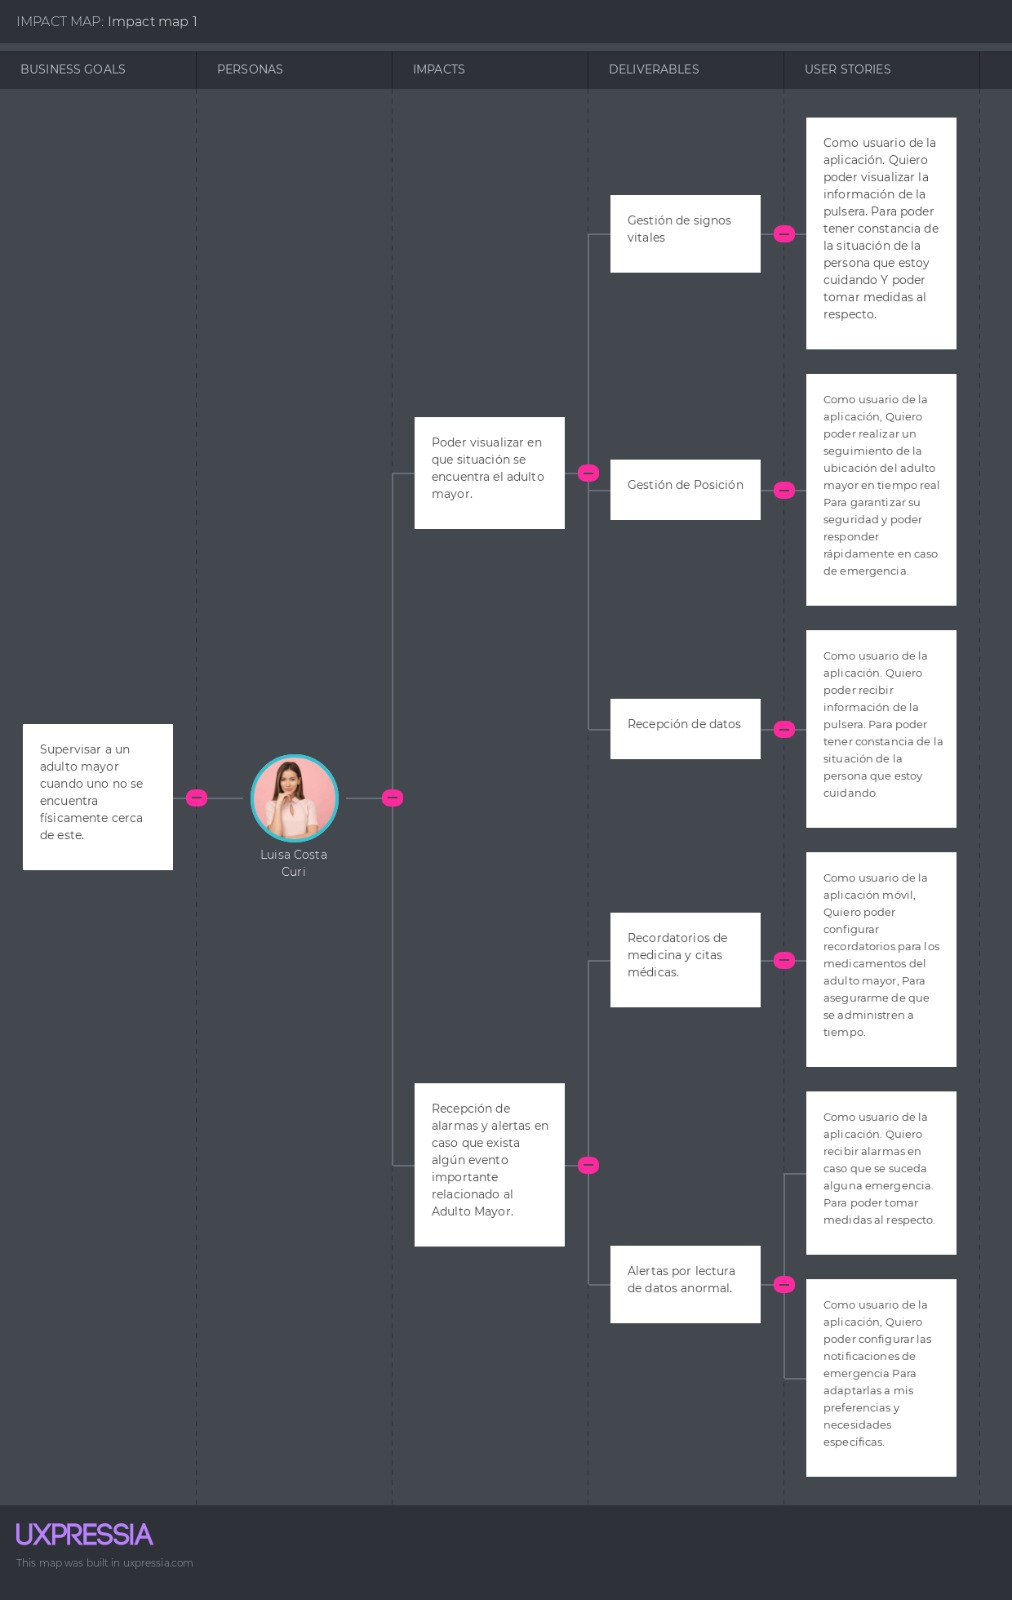 IMPACT MAP: Impact map 1
BUSINESS GOALS
PERSONAS
IMPACTS
DELIVERABLES
USER STORIES
Supervisar a un
adulto mayor
cuando uno no se
encuentra
físicamente cerca
de este.
Luisa Costa
Curi
Poder visualizar en
que situación se
encuentra el adulto
mayor.
Gestión de signos
vitales
Como usuario de la
aplicación. Quiero
poder visualizar la
información de la
pulsera. Para poder
tener constancia de
la situación de la
persona que estoy
cuidando Y poder
tomar medidas al
respecto.
Gestión de Posición
Como usuario de la
aplicación, Quiero
poder realizar un
seguimiento de la
ubicación del adulto
mayor en tiempo real
Para garantizar su
seguridad y poder
responder
rápidamente en caso
de emergencia.
Recepción de datos
Como usuario de la
aplicación. Quiero
poder recibir
información de la
pulsera. Para poder
tener constancia de la
situación de la
persona que estoy
cuidando.
Recepción de
alarmas y alertas en
caso que exista
algún evento
importante
relacionado al
Adulto Mayor.
Recordatorios de
medicina y citas
médicas.
Como usuario de la
aplicación móvil,
Quiero poder
configurar
recordatorios para los
medicamentos del
adulto mayor, Para
asegurarme de que
se administren a
tiempo.
Alertas por lectura
de datos anormal.
Como usuario de la
aplicación. Quiero
recibir alarmas en
caso que se suceda
alguna emergencia.
Para poder tomar
medidas al respecto.
Como usuario de la
aplicación, Quiero
poder configurar las
notificaciones de
emergencia Para
adaptarlas a mis
preferencias y
necesidades
específicas.
UXPRESSIA
This map was built in uxpressia.com